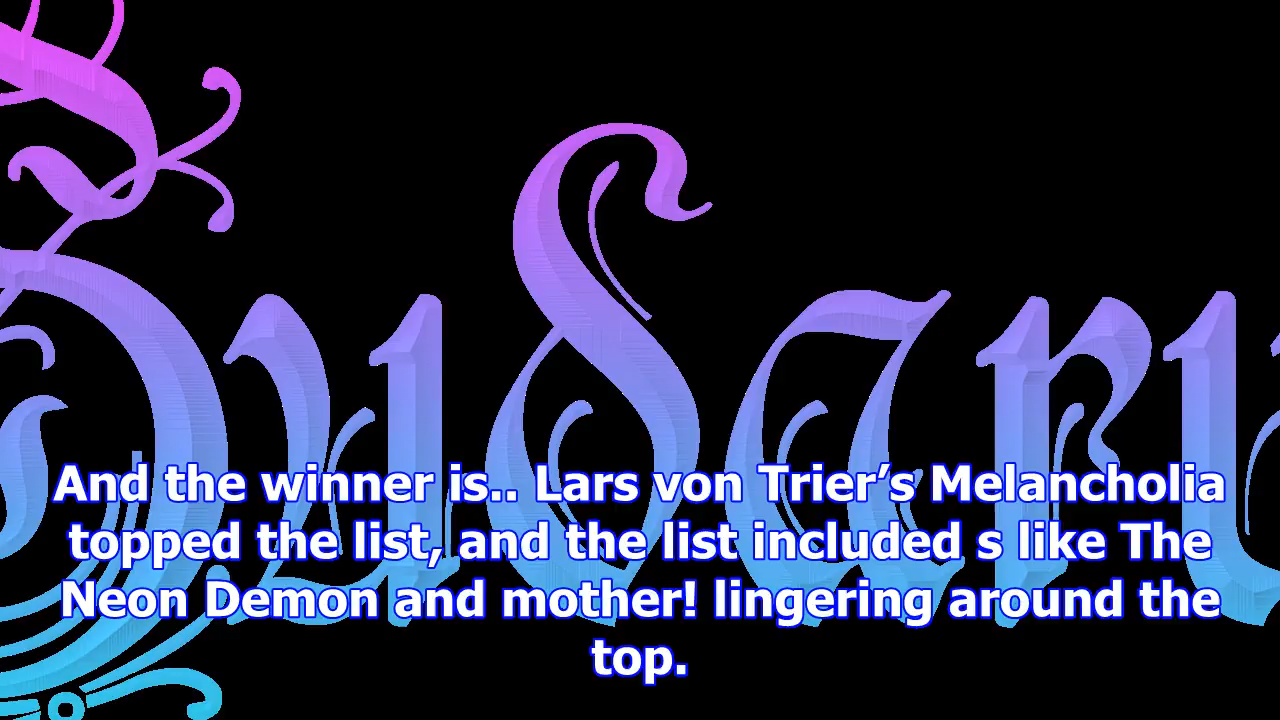 And the winner is.. Lars von Trier’s Melancholia
topped the list, and the list included s like The
Neon Demon and mother! lingering around the
top.